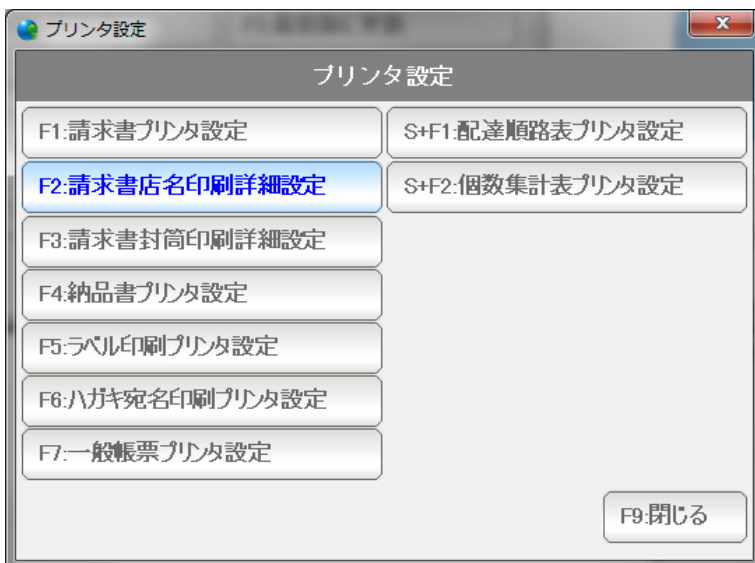 プリンタ設定
プリンタ設定
F1:請求書プリンタ設定
F2:請求書店名印刷詳細設定
F3:請求書封筒印刷詳細設定
F4:納品書プリンタ設定
F5:ラベル印刷プリンタ設定
F6:ハガキ宛名印刷プリンタ設定
F7:一般帳票プリンタ設定
S+F1:配達順路表プリンタ設定
S+F2:個数集計表プリンタ設定
F9:閉じる